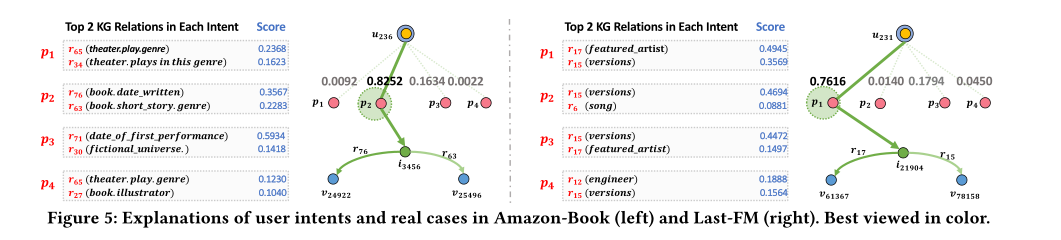 Top 2 KG Relations in Each Intent Score
p1
r65 (theater.play.genre) 0.2368
r34 (theater.plays in this genre) 0.1623
p2
r76 (book.date_written) 0.3567
r63 (book.short_story.genre) 0.2283
p3
r71 (date_of_first_performance) 0.5934
r30 (fictional_universe.) 0.1418
p4
r65 (theater.play.genre) 0.1230
r27 (book.illustrator) 0.1040
u236
0.0092 0.8252 0.1634 0.0022
p1 p2 p3 p4
r76 r63
i3456
v24922 v25496
Top 2 KG Relations in Each Intent Score
p1
r17 (featured_artist) 0.4945
r15 (versions) 0.3569
p2
r15 (versions) 0.4694
r6 (song) 0.0881
p3
r15 (versions) 0.4472
r17 (featured_artist) 0.1497
p4
r12 (engineer) 0.1888
r15 (versions) 0.1564
u231
0.7616 0.0140 0.1794 0.0450
p1 p2 p3 p4
r17 r15
i21904
v61367 v78158
Figure 5: Explanations of user intents and real cases in Amazon-Book (left) and Last-FM (right). Best viewed in color.